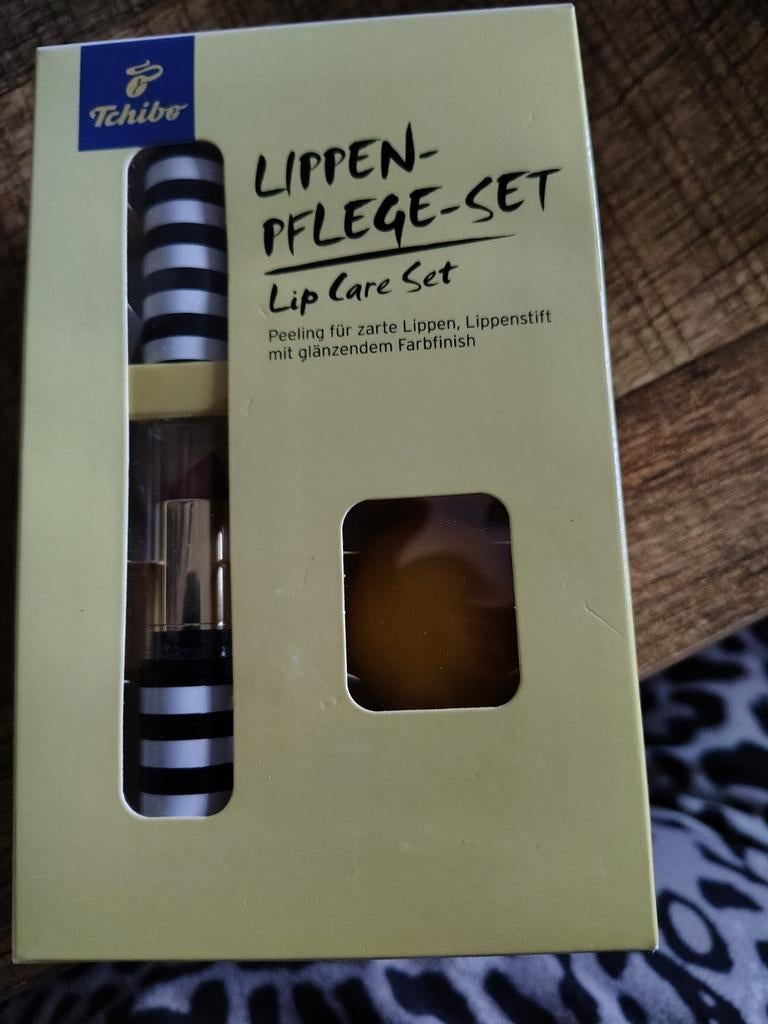 Tchibo
LIPPEN-
PFLEGE-SET
Lip Care Set
Peeling für zarte Lippen, Lippenstift
mit glänzendem Farbfinish